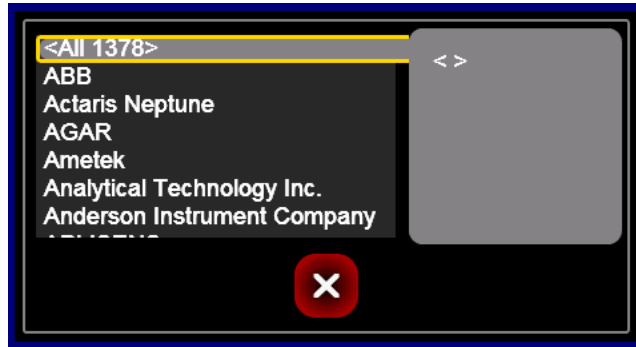 <All 1378>
ABB
Actaris Neptune
AGAR
Ametek
Analytical Technology Inc.
Anderson Instrument Company
< >